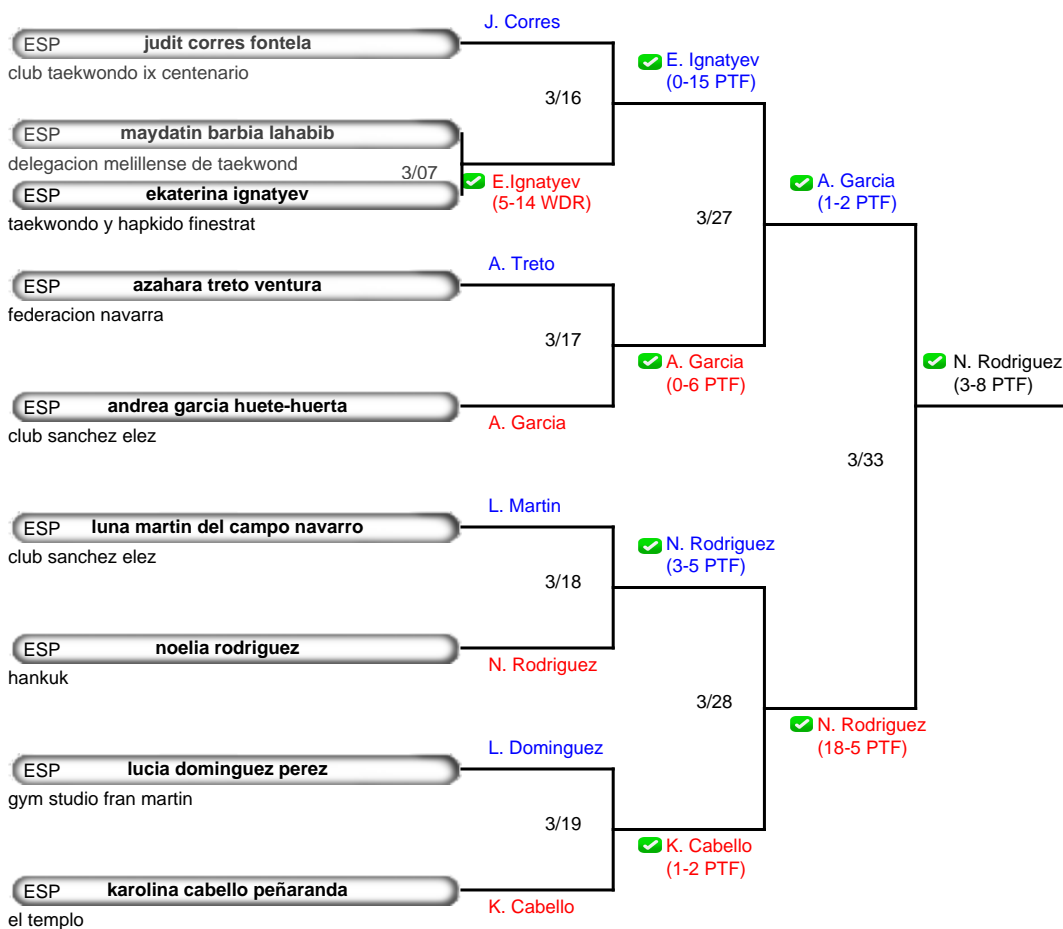 J. Corres
ESP judit corres fontela
club taekwondo ix centenario
E. Ignatyev
(0-15 PTF)
3/16
ESP maydatin barbia lahabib
delegacion melillense de taekwond
3/07
E.Ignatyev
(5-14 WDR)
ESP ekaterina ignatyev
taekwondo y hapkido finestrat
A. Garcia
(1-2 PTF)
3/27
A. Treto
ESP azahara treto ventura
federacion navarra
3/17
A. Garcia
(0-6 PTF)
N. Rodriguez
(3-8 PTF)
ESP andrea garcia huete-huerta
A. Garcia
club sanchez elez
3/33
L. Martin
ESP luna martin del campo navarro
club sanchez elez
N. Rodriguez
(3-5 PTF)
3/18
ESP noelia rodriguez
N. Rodriguez
hankuk
3/28
N. Rodriguez
(18-5 PTF)
L. Dominguez
ESP lucia dominguez perez
gym studio fran martin
3/19
K. Cabello
(1-2 PTF)
ESP karolina cabello peñaranda
K. Cabello
el templo